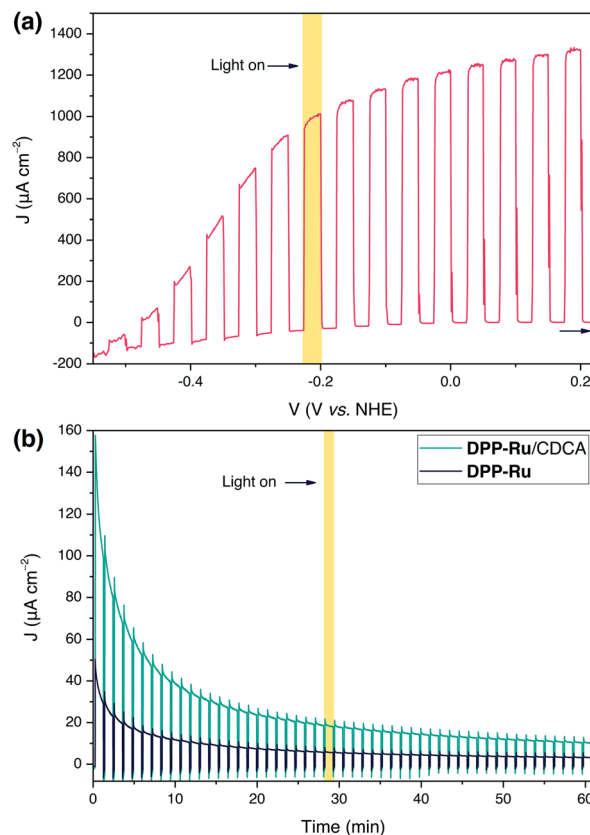 (a)
1400
1200
1000
800
600
400
200
0
-200
J (µA cm⁻²)
Light on
-0.4
-0.2
0.0
0.2
V (V vs. NHE)
(b)
160
140
120
100
80
60
40
20
0
J (µA cm⁻²)
DPP-Ru/CDCA
DPP-Ru
Light on
0
10
20
30
40
50
60
Time (min)